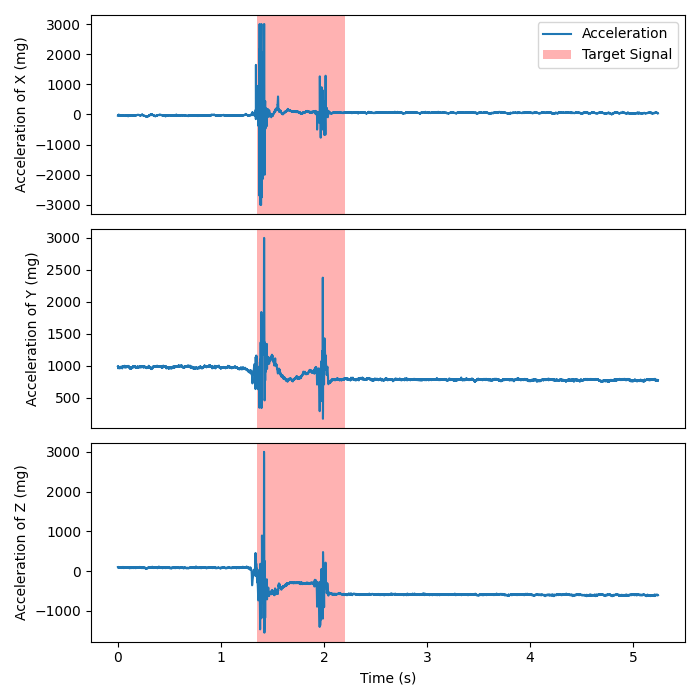 3000
2000
1000
0
−1000
−2000
−3000
Acceleration of X (mg)
Acceleration
Target Signal
3000
2500
2000
1500
1000
500
Acceleration of Y (mg)
3000
2000
1000
0
−1000
Acceleration of Z (mg)
0 1 2 3 4 5
Time (s)